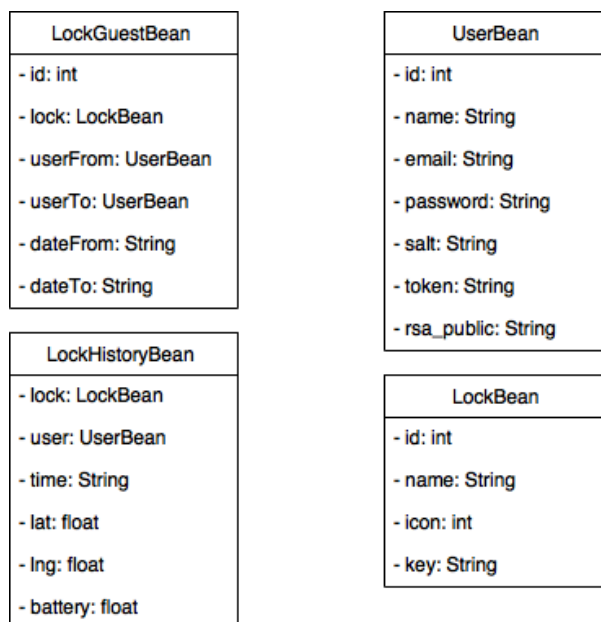 LockGuestBean
- id: int
- lock: LockBean
- userFrom: UserBean
- userTo: UserBean
- dateFrom: String
- dateTo: String
LockHistoryBean
- lock: LockBean
- user: UserBean
- time: String
- lat: float
- lng: float
- battery: float
UserBean
- id: int
- name: String
- email: String
- password: String
- salt: String
- token: String
- rsa_public: String
LockBean
- id: int
- name: String
- icon: int
- key: String